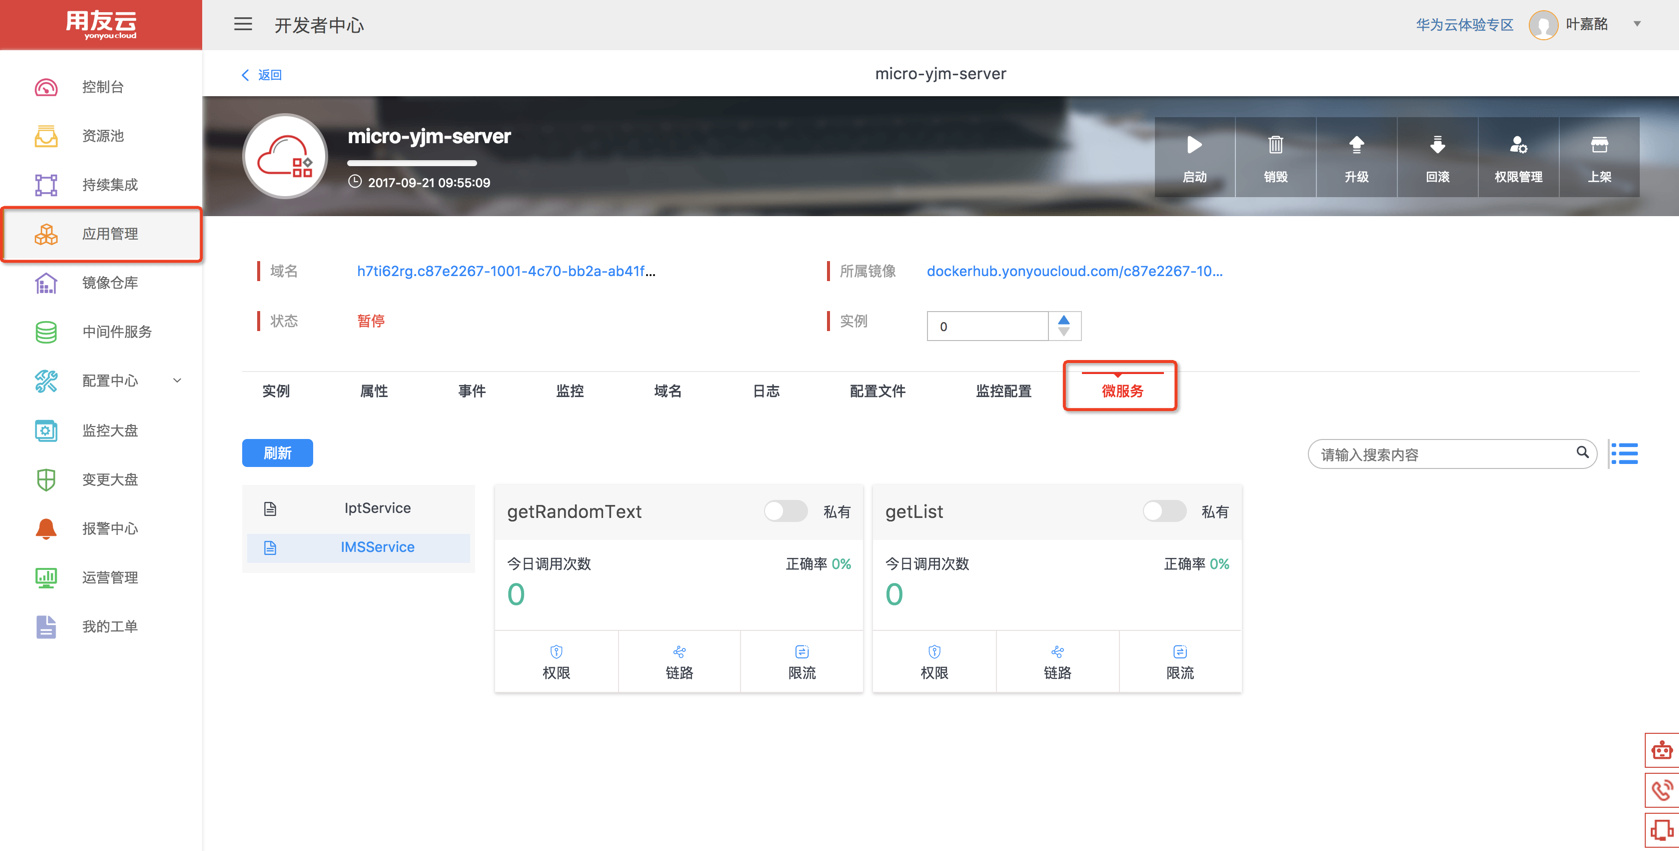 用友云
yonyoucloud
开发者中心
华为云体验专区
叶嘉酩
控制台
资源池
持续集成
应用管理
镜像仓库
中间件服务
配置中心
监控大盘
变更大盘
报警中心
运营管理
我的工单
返回
micro-yjm-server
micro-yjm-server
2017-09-21 09:55:09
启动
销毁
升级
回滚
权限管理
上架
域名
h7ti62rg.c87e2267-1001-4c70-bb2a-ab41f...
所属镜像
dockerhub.yonyoucloud.com/c87e2267-10...
状态
暂停
实例
0
实例
属性
事件
监控
域名
日志
配置文件
监控配置
微服务
刷新
请输入搜索内容
IptService
IMSService
getRandomText
私有
今日调用次数
正确率 0%
0
权限
链路
限流
getList
私有
今日调用次数
正确率 0%
0
权限
链路
限流